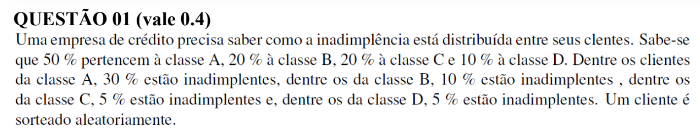 QUESTÃO 01 (vale 0.4)
Uma empresa de crédito precisa saber como a inadimplência está distribuída entre seus clentes. Sabe-se
que 50 % pertencem à classe A, 20 % à classe B, 20 % à classe C e 10 % à classe D. Dentre os clientes
da classe A, 30 % estão inadimplentes, dentre os da classe B, 10 % estão inadimplentes , dentre os
da classe C, 5 % estão inadimplentes e, dentre os da classe D, 5 % estão inadimplentes. Um cliente é
sorteado aleatoriamente.